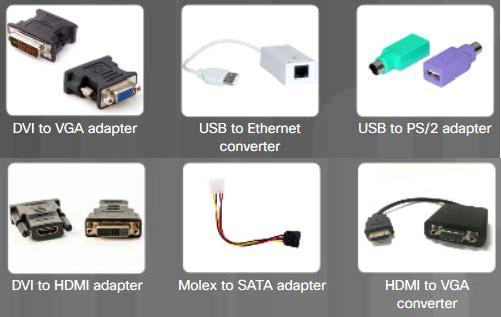 DVI to VGA adapter
USB to Ethernet
converter
USB to PS/2 adapter
DVI to HDMI adapter
Molex to SATA adapter
HDMI to VGA
converter